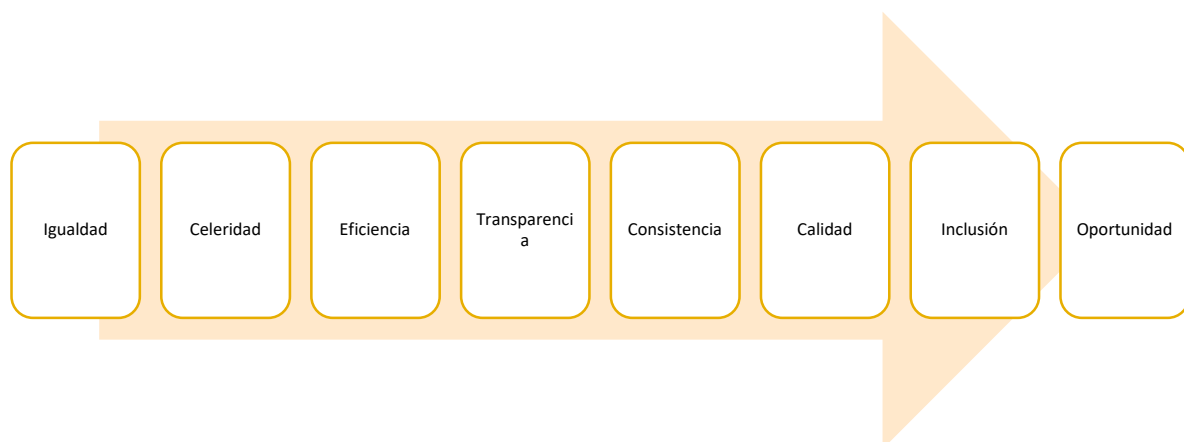 Igualdad
Celeridad
Eficiencia
Transparenci
a
Consistencia
Calidad
Inclusión
Oportunidad